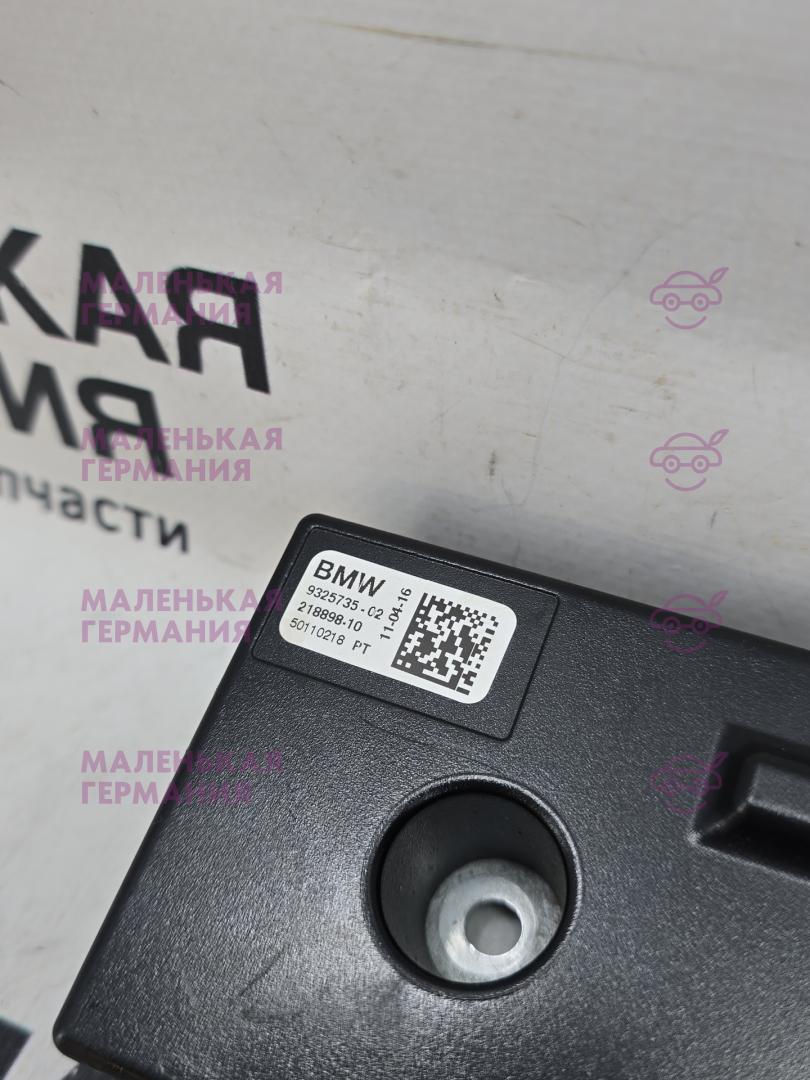 КАЯ
ИЯ
пчасти
МАЛЕНЬКАЯ
ГЕРМАНИЯ
МАЛЕНЬКАЯ
ГЕРМАНИЯ
BMW
9325735-02
218898-10
50110218 PT
11-04-16
МАЛЕНЬКАЯ
ГЕРМАНИЯ
МАЛЕНЬКАЯ
ГЕРМАНИЯ